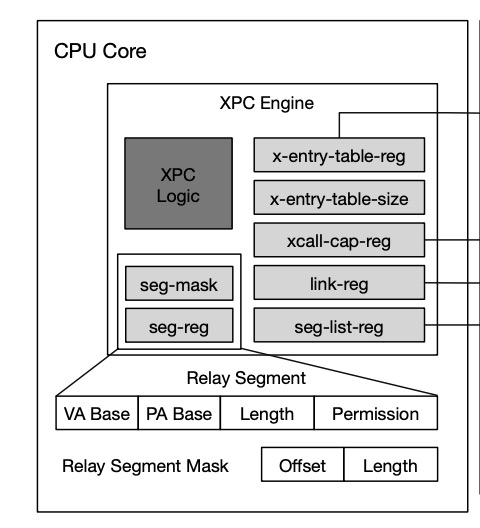 CPU Core
XPC Engine
XPC
Logic
x-entry-table-reg
x-entry-table-size
xcall-cap-reg
link-reg
seg-list-reg
seg-mask
seg-reg
Relay Segment
VA Base PA Base Length Permission
Relay Segment Mask Offset Length